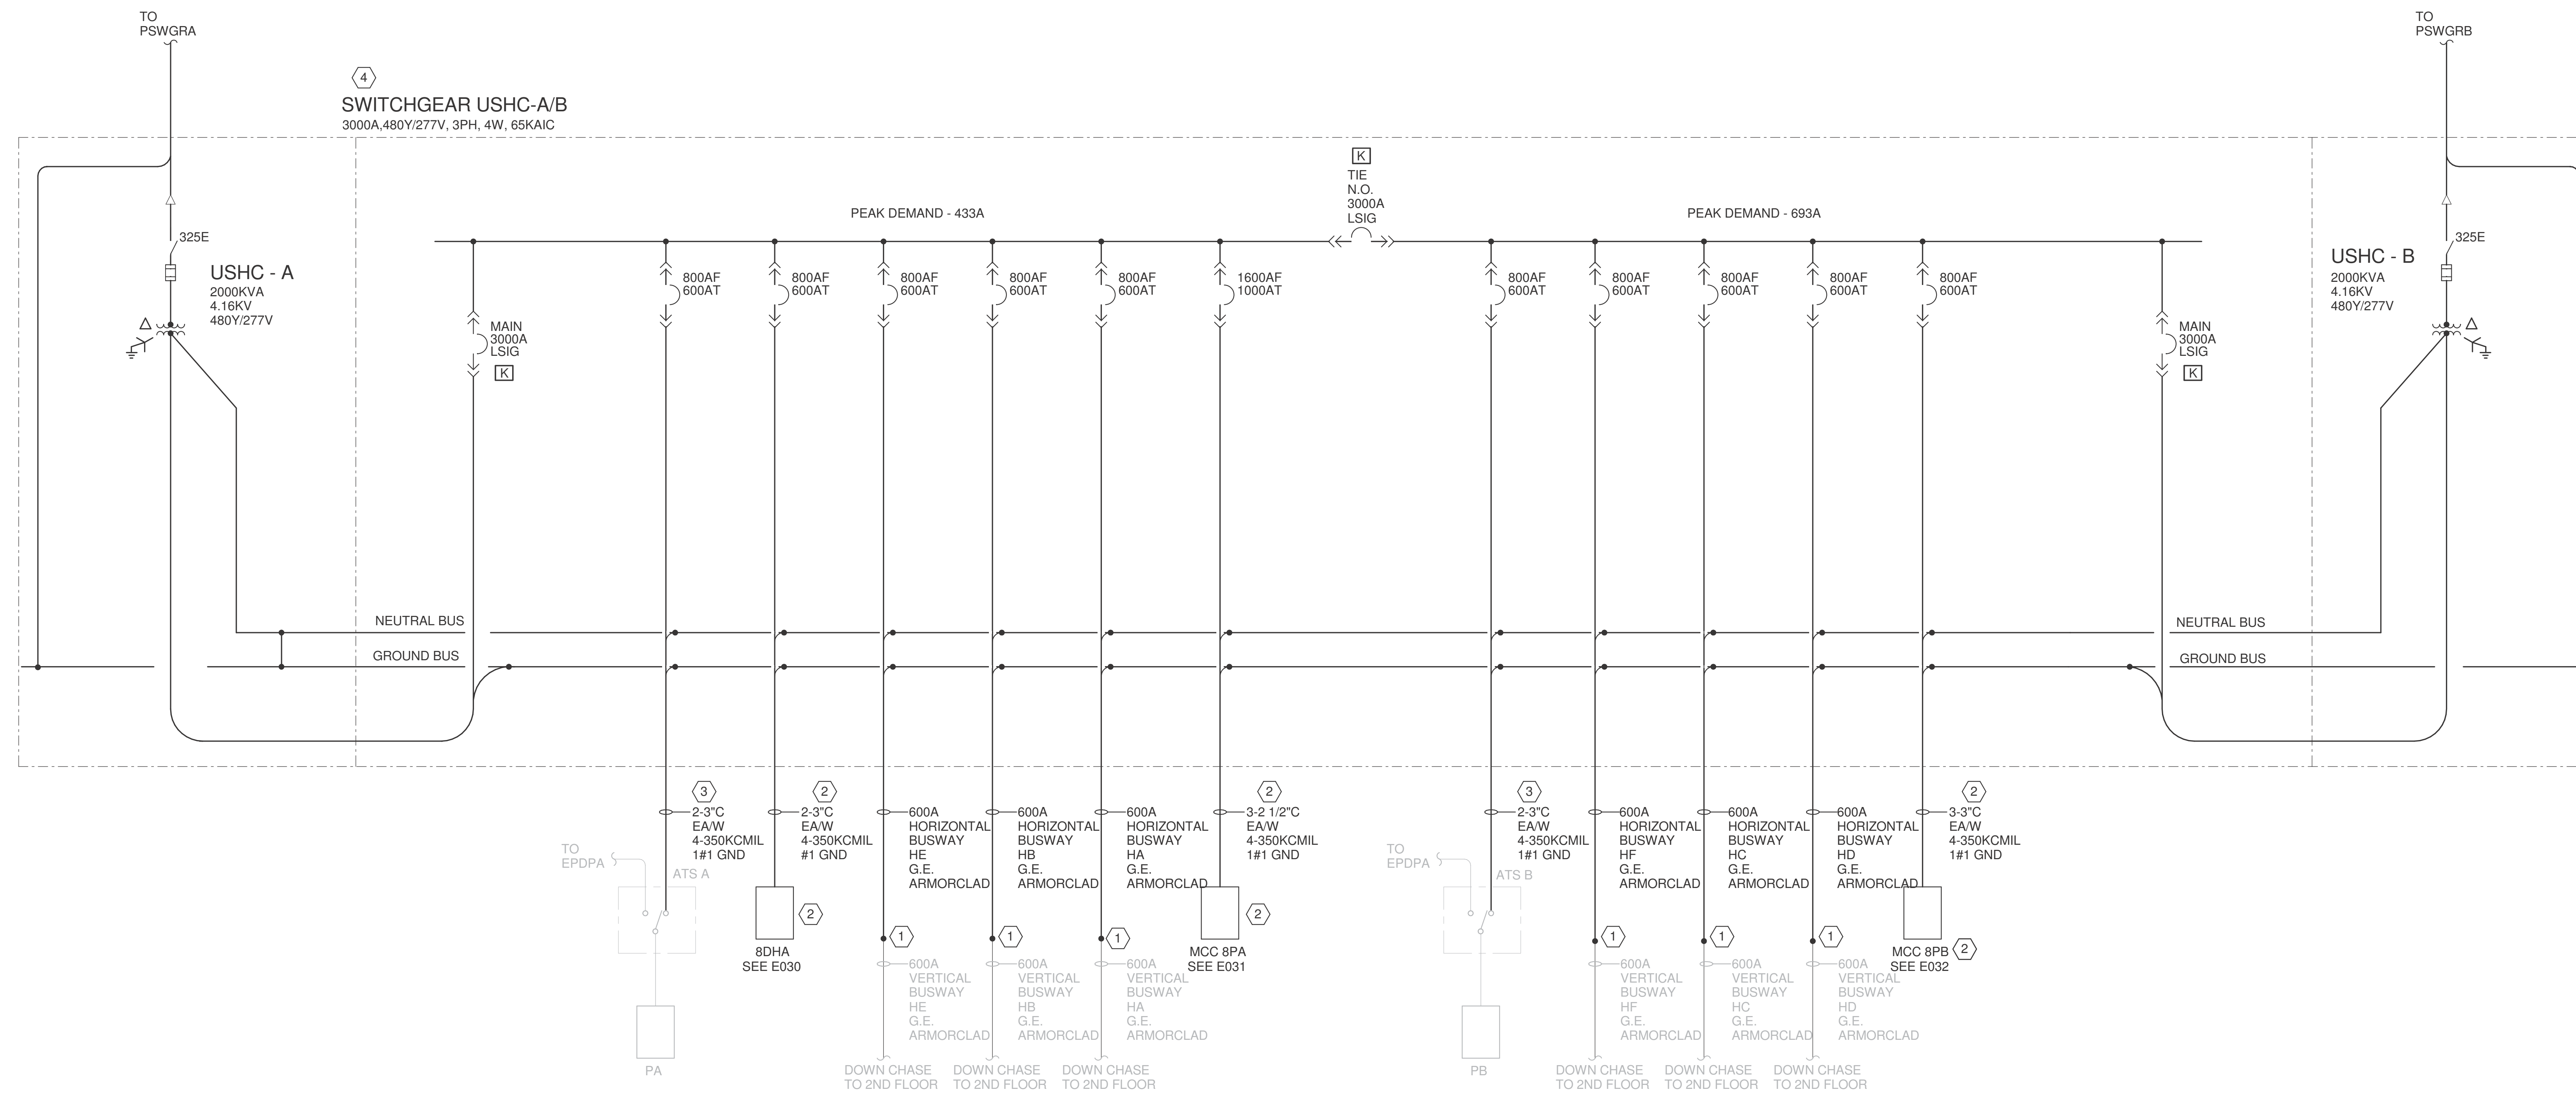 TO
PSWGRA
TO
PSWGRB
4
SWITCHGEAR USHC-A/B
3000A,480Y/277V, 3PH, 4W, 65KAIC
K
TIE
N.O.
3000A
LSIG
PEAK DEMAND - 433A
PEAK DEMAND - 693A
325E
USHC - A
2000KVA
4.16KV
480Y/277V
MAIN
3000A
LSIG
K
800AF
600AT
800AF
600AT
800AF
600AT
800AF
600AT
800AF
600AT
1600AF
1000AT
800AF
600AT
800AF
600AT
800AF
600AT
800AF
600AT
800AF
600AT
MAIN
3000A
LSIG
K
325E
USHC - B
2000KVA
4.16KV
480Y/277V
NEUTRAL BUS
GROUND BUS
NEUTRAL BUS
GROUND BUS
3
2-3"C
EA/W
4-350KCMIL
1#1 GND
2
2-3"C
EA/W
4-350KCMIL
#1 GND
600A
HORIZONTAL
BUSWAY
HE
G.E.
ARMORCLAD
600A
HORIZONTAL
BUSWAY
HB
G.E.
ARMORCLAD
600A
HORIZONTAL
BUSWAY
HA
G.E.
ARMORCLAD
2
3-2 1/2"C
EA/W
4-350KCMIL
1#1 GND
3
2-3"C
EA/W
4-350KCMIL
1#1 GND
600A
HORIZONTAL
BUSWAY
HF
G.E.
ARMORCLAD
600A
HORIZONTAL
BUSWAY
HC
G.E.
ARMORCLAD
600A
HORIZONTAL
BUSWAY
HD
G.E.
ARMORCLAD
2
3-3"C
EA/W
4-350KCMIL
1#1 GND
TO
EPDPA
ATS A
PA
2
8DHA
SEE E030
1
600A
VERTICAL
BUSWAY
HE
G.E.
ARMORCLAD
DOWN CHASE
TO 2ND FLOOR
1
600A
VERTICAL
BUSWAY
HB
G.E.
ARMORCLAD
DOWN CHASE
TO 2ND FLOOR
1
600A
VERTICAL
BUSWAY
HA
G.E.
ARMORCLAD
DOWN CHASE
TO 2ND FLOOR
2
MCC 8PA
SEE E031
TO
EPDPA
ATS B
PB
1
600A
VERTICAL
BUSWAY
HF
G.E.
ARMORCLAD
DOWN CHASE
TO 2ND FLOOR
1
600A
VERTICAL
BUSWAY
HC
G.E.
ARMORCLAD
DOWN CHASE
TO 2ND FLOOR
1
600A
VERTICAL
BUSWAY
HD
G.E.
ARMORCLAD
DOWN CHASE
TO 2ND FLOOR
MCC 8PB
SEE E032
2